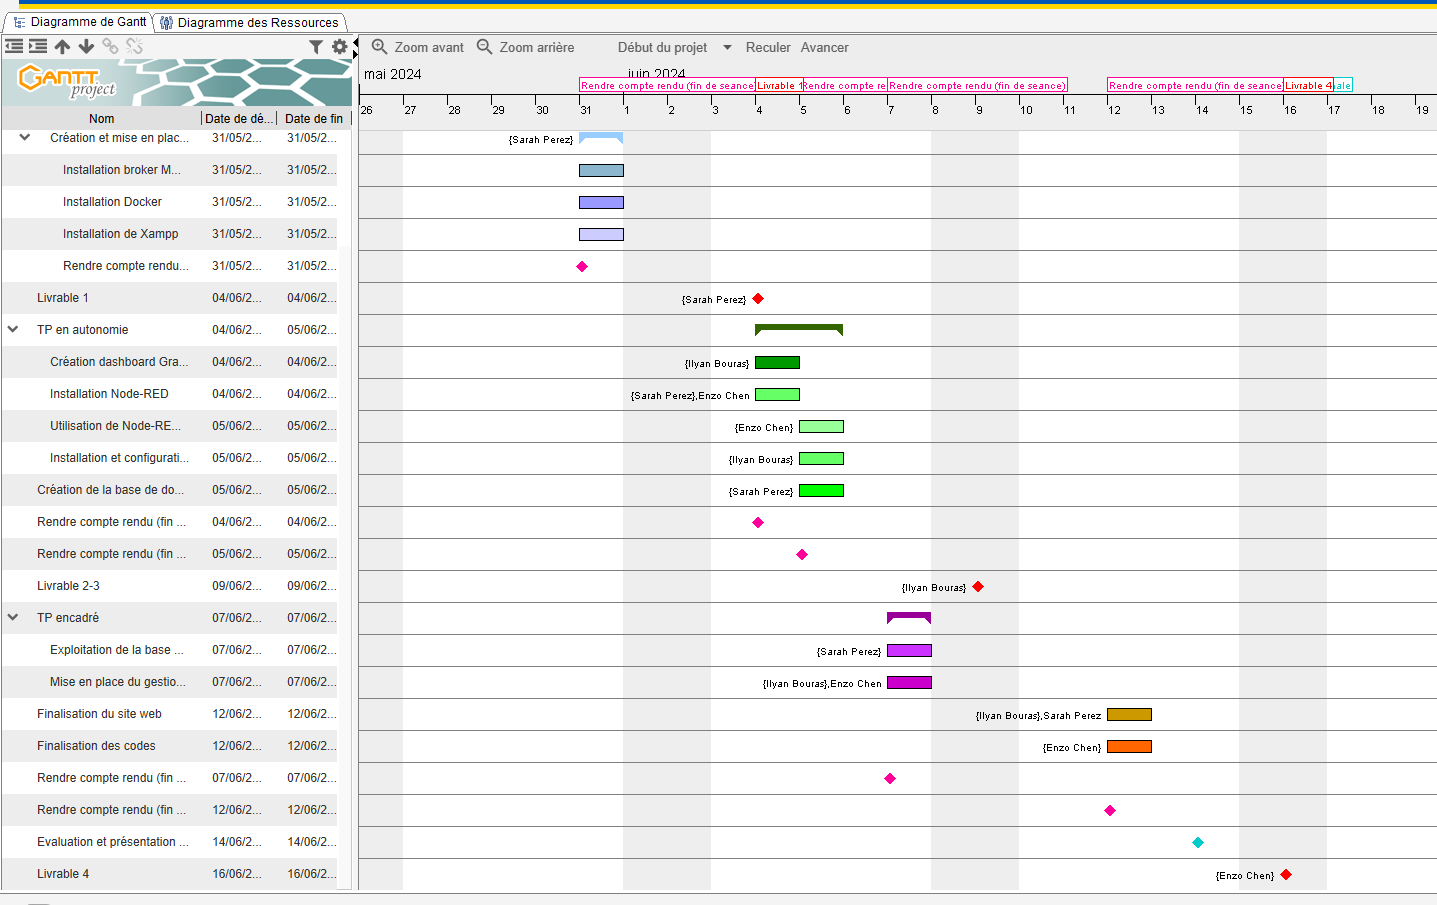 Diagramme de Gantt
Diagramme des Ressources
Zoom avant
Zoom arrière
Début du projet
Reculer
Avancer
GANTT
project
mai 2024
juin 2024
Rendre compte rendu (fin de seance
Livrable 1
Rendre compte re
Rendre compte rendu (fin de seance)
Rendre compte rendu (fin de seance
Livrable 4
ale
Nom
Date de dé...
Date de fin
26 27 28 29 30 31 1 2 3 4 5 6 7 8 9 10 11 12 13 14 15 16 17 18 19
Création et mise en plac... 31/05/2... 31/05/2... {Sarah Perez}
Installation broker M... 31/05/2... 31/05/2...
Installation Docker 31/05/2... 31/05/2...
Installation de Xampp 31/05/2... 31/05/2...
Rendre compte rendu... 31/05/2... 31/05/2...
Livrable 1 04/06/2... 04/06/2... {Sarah Perez}
TP en autonomie 04/06/2... 05/06/2...
Création dashboard Gra... 04/06/2... 04/06/2... {Ilyan Bouras}
Installation Node-RED 04/06/2... 04/06/2... {Sarah Perez},Enzo Chen
Utilisation de Node-RE... 05/06/2... 05/06/2... {Enzo Chen}
Installation et configurati... 05/06/2... 05/06/2... {Ilyan Bouras}
Création de la base de do... 05/06/2... 05/06/2... {Sarah Perez}
Rendre compte rendu (fin ... 04/06/2... 04/06/2...
Rendre compte rendu (fin ... 05/06/2... 05/06/2...
Livrable 2-3 09/06/2... 09/06/2... {Ilyan Bouras}
TP encadré 07/06/2... 07/06/2...
Exploitation de la base ... 07/06/2... 07/06/2... {Sarah Perez}
Mise en place du gestio... 07/06/2... 07/06/2... {Ilyan Bouras},Enzo Chen
Finalisation du site web 12/06/2... 12/06/2... {Ilyan Bouras},Sarah Perez
Finalisation des codes 12/06/2... 12/06/2... {Enzo Chen}
Rendre compte rendu (fin ... 07/06/2... 07/06/2...
Rendre compte rendu (fin ... 12/06/2... 12/06/2...
Evaluation et présentation ... 14/06/2... 14/06/2...
Livrable 4 16/06/2... 16/06/2... {Enzo Chen}